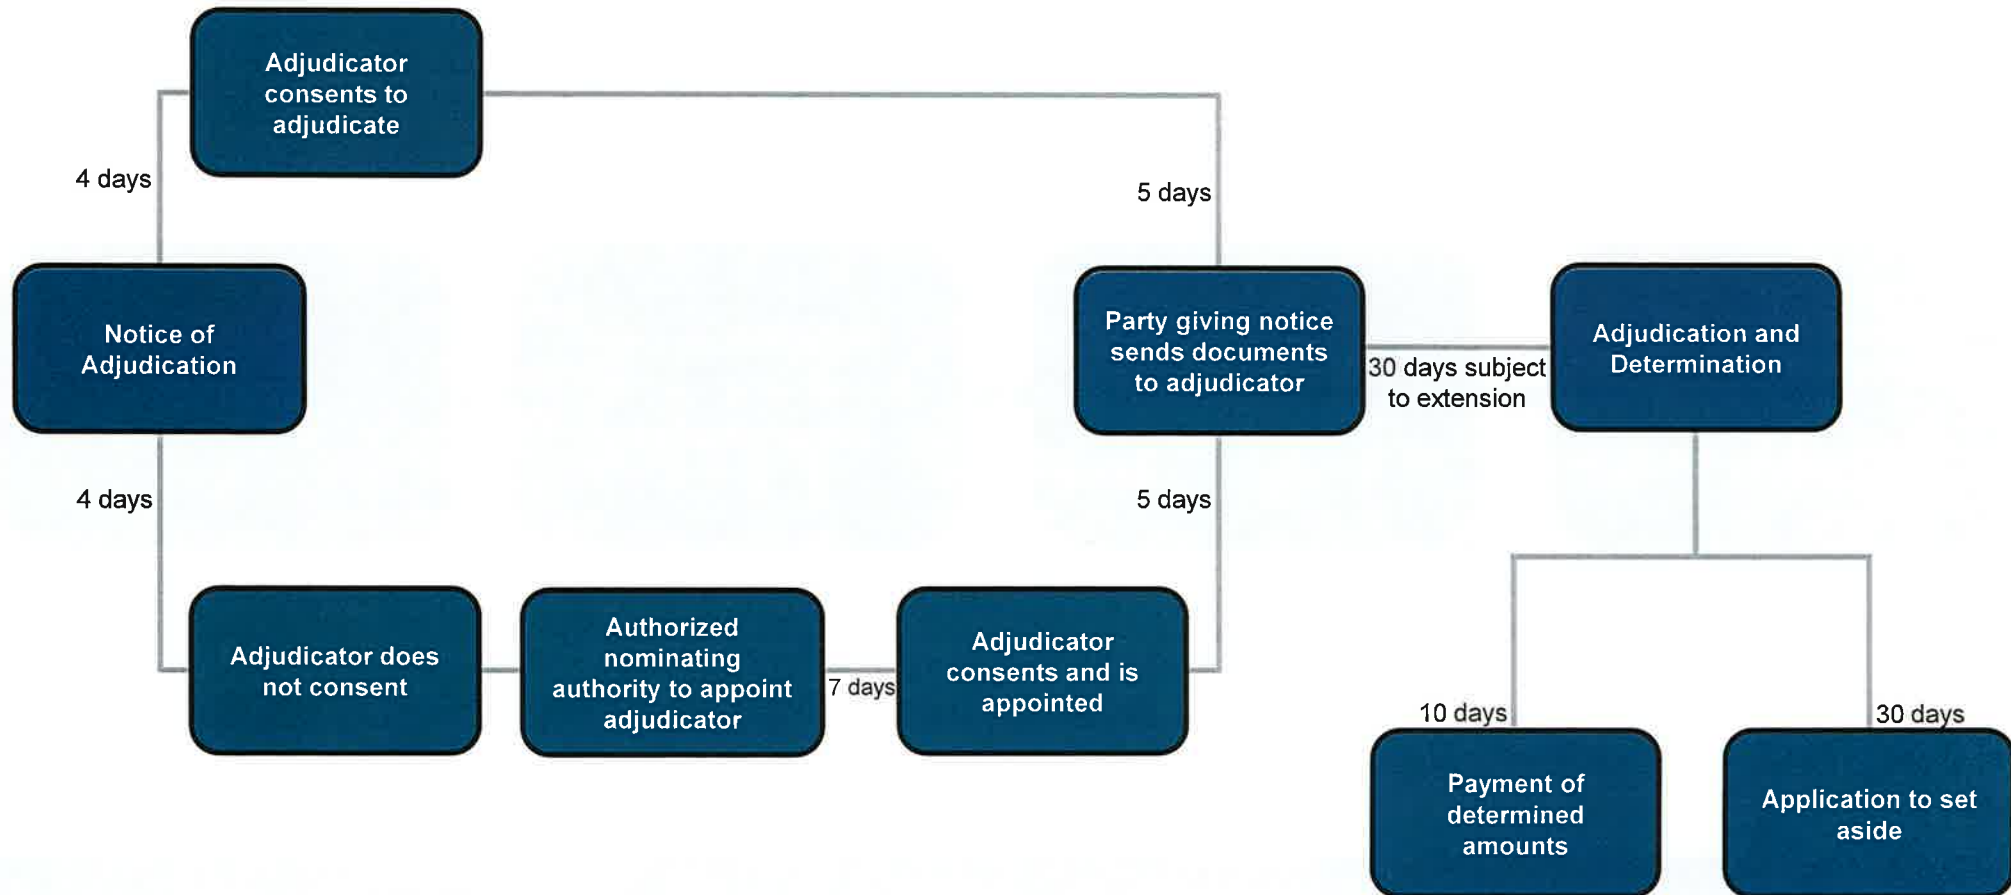 Adjudicator
consents to
adjudicate
4 days
5 days
Notice of
Adjudication
Party giving notice
sends documents
to adjudicator
30 days subject
to extension
Adjudication and
Determination
4 days
5 days
Adjudicator does
not consent
Authorized
nominating
authority to appoint
adjudicator
7 days
Adjudicator
consents and is
appointed
10 days
30 days
Payment of
determined
amounts
Application to set
aside